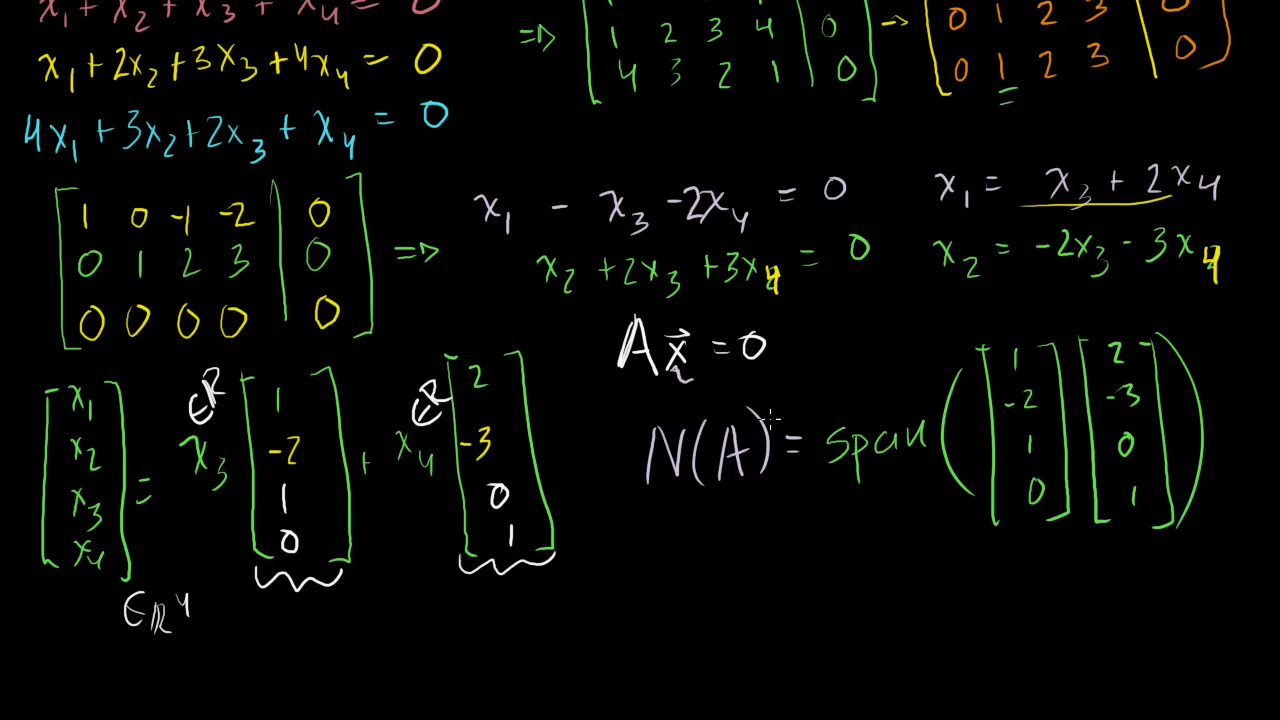 x₁ + x₂ + x₃ + x₄ = 0
x₁ + 2x₂ + 3x₃ + 4x₄ = 0
4x₁ + 3x₂ + 2x₃ + x₄ = 0
⇒ [ 1 2 3 4 | 0
4 3 2 1 | 0 ]
→ [ 0 1 2 3 | 0
0 1 2 3 | 0 ]
[ 1 0 -1 -2 | 0
0 1 2 3 | 0
0 0 0 0 | 0 ] ⇒
x₁ - x₃ - 2x₄ = 0
x₂ + 2x₃ + 3x₄ = 0
x₁ = x₃ + 2x₄
x₂ = -2x₃ - 3x₄
Ax⃗ = 0
[ x₁
x₂
x₃
x₄ ] =
∈R
x₃
[ 1
-2
1
0 ]
+
∈R
x₄
[ 2
-3
0
1 ]
∈R⁴
N(A) = span (
[ 1
-2
1
0 ]
[ 2
-3
0
1 ] )